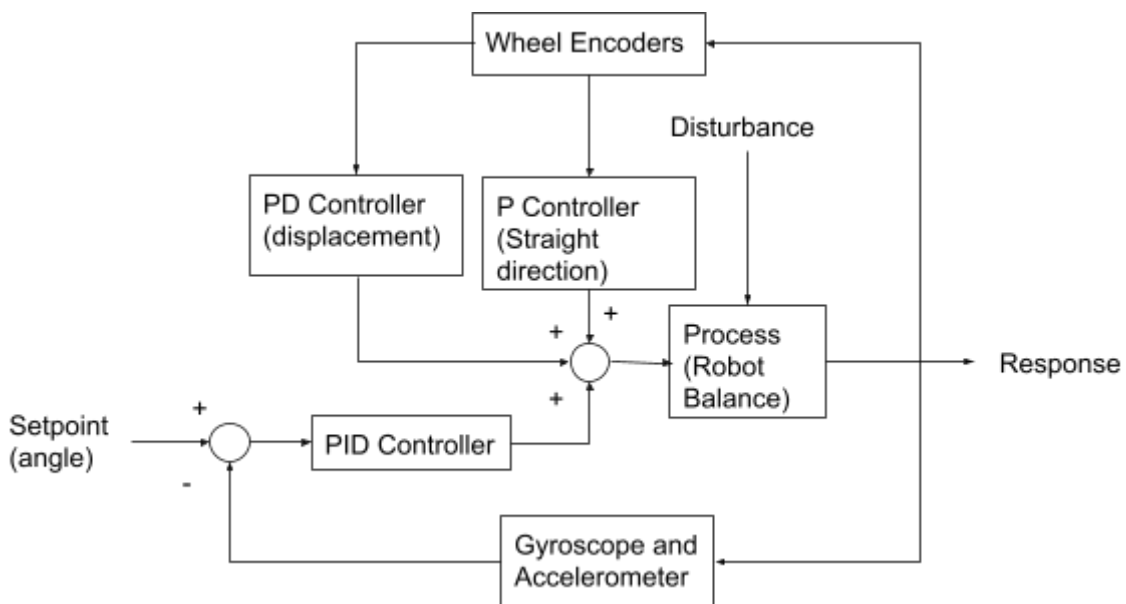 Wheel Encoders
Disturbance
PD Controller
(displacement)
P Controller
(Straight
direction)
+
+
Process
(Robot
Balance)
Response
+
+
Setpoint
(angle)
PID Controller
-
Gyroscope and
Accelerometer